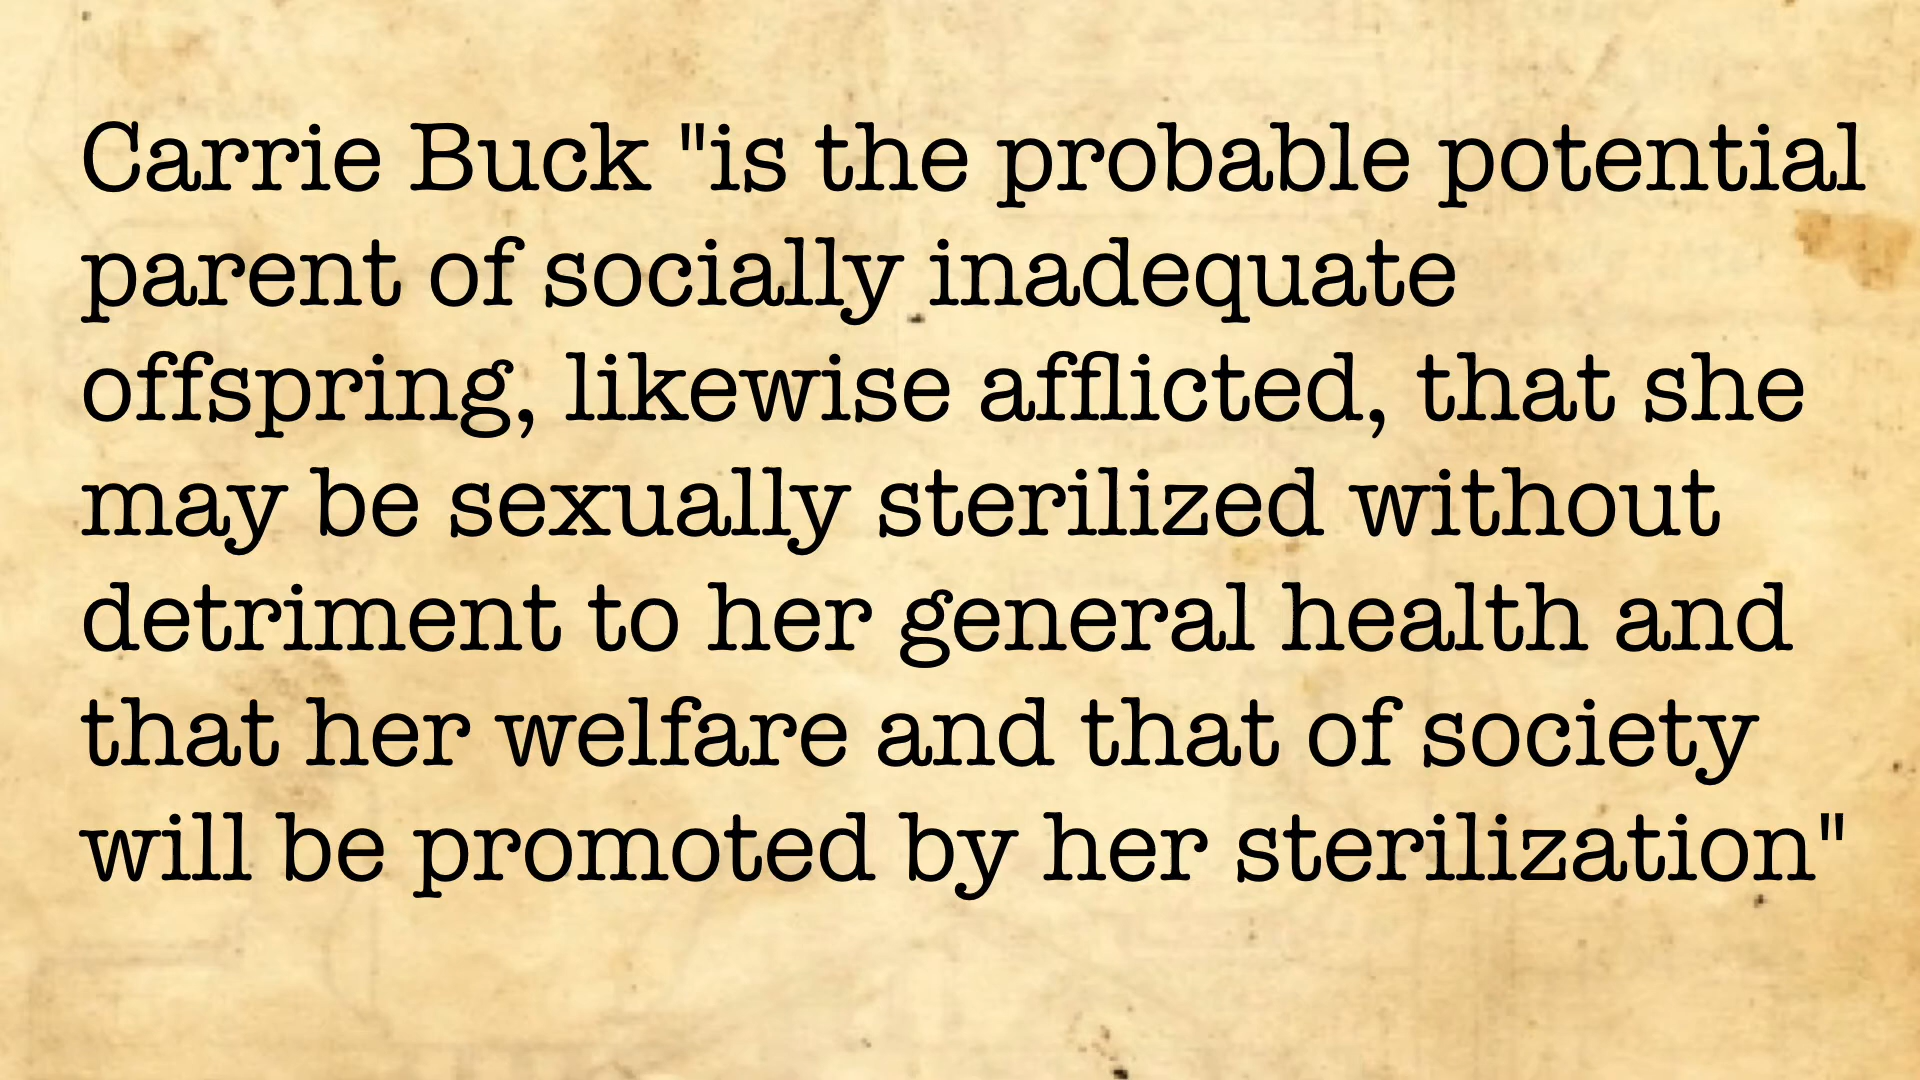 Carrie Buck "is the probable potential
parent of socially inadequate
offspring, likewise afflicted, that she
may be sexually sterilized without
detriment to her general health and
that her welfare and that of society
will be promoted by her sterilization"